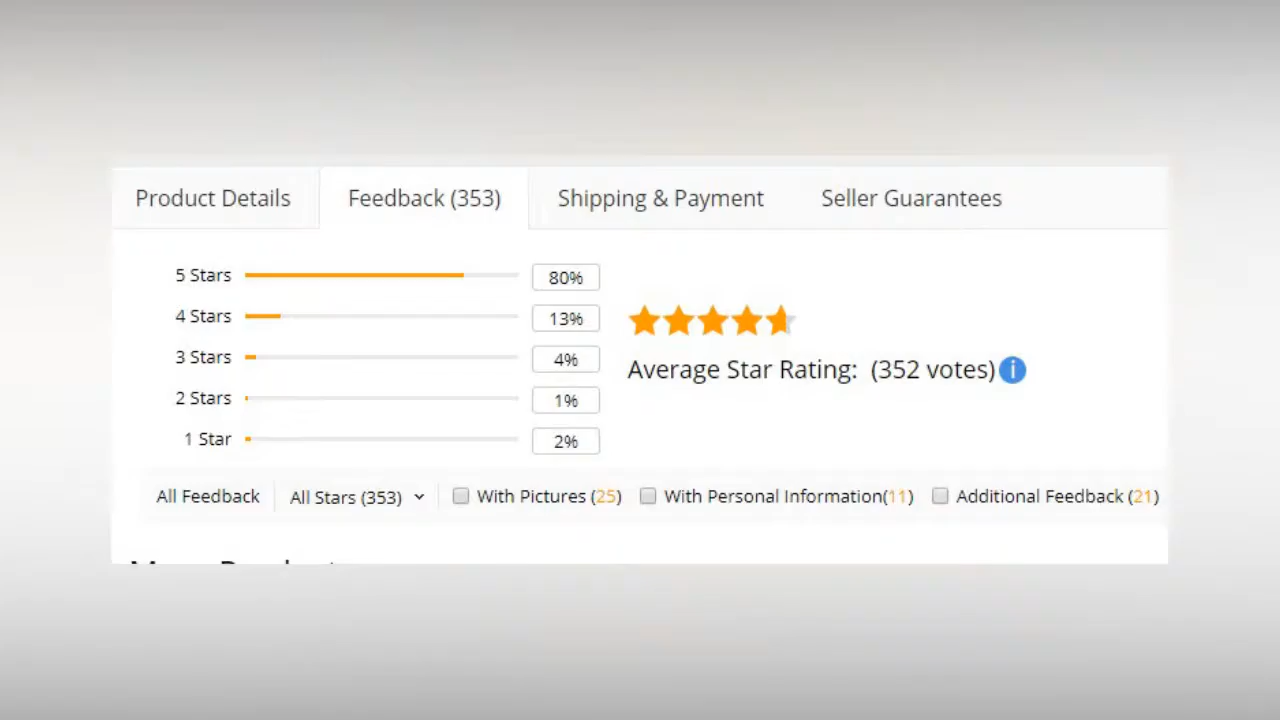 Product Details Feedback (353) Shipping & Payment Seller Guarantees
5 Stars 80%
4 Stars 13%
3 Stars 4%
2 Stars 1%
1 Star 2%
Average Star Rating: (352 votes) i
All Feedback All Stars (353) With Pictures (25) With Personal Information(11) Additional Feedback (21)